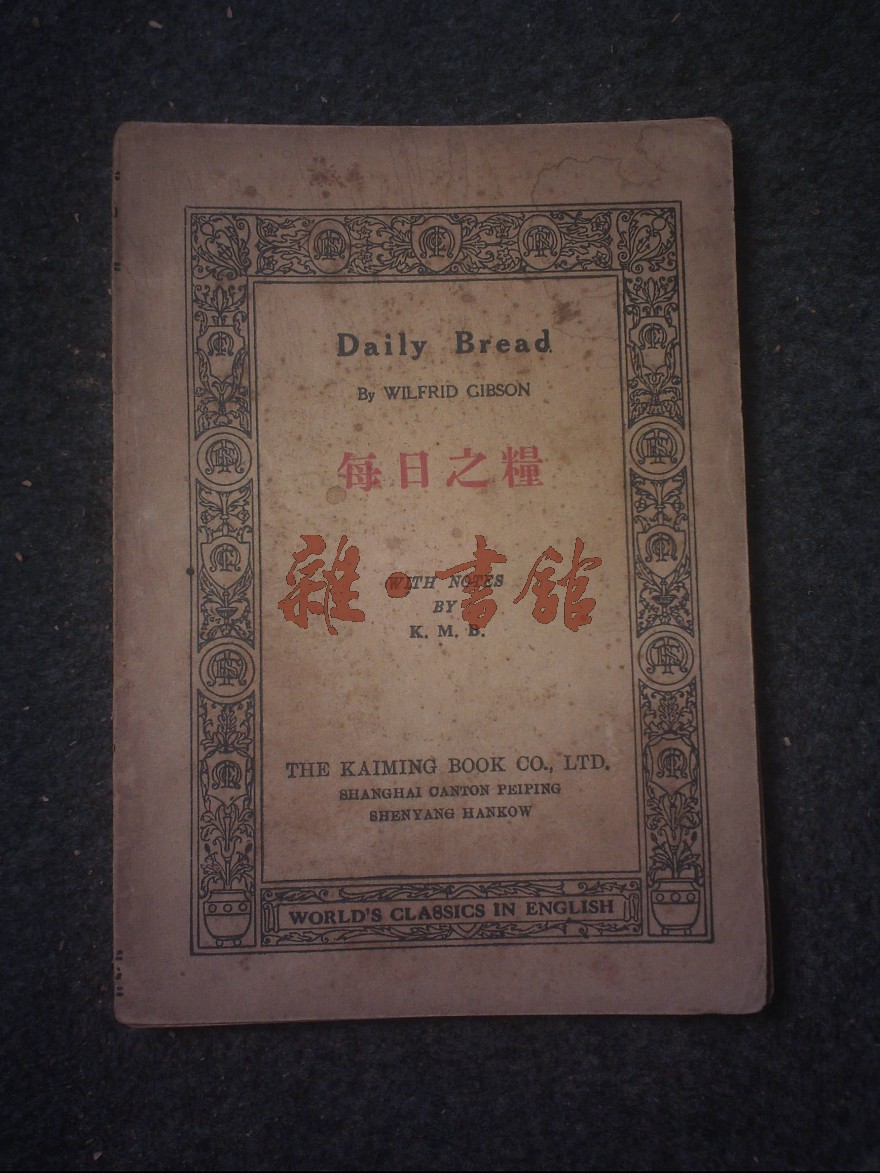 Daily Bread.
By WILFRID GIBSON
每日之糧
雜·書館
WITH NOTES
BY
K. M. B.
THE KAIMING BOOK CO., LTD.
SHANGHAI CANTON PEIPING
SHENYANG HANKOW
WORLD'S CLASSICS IN ENGLISH